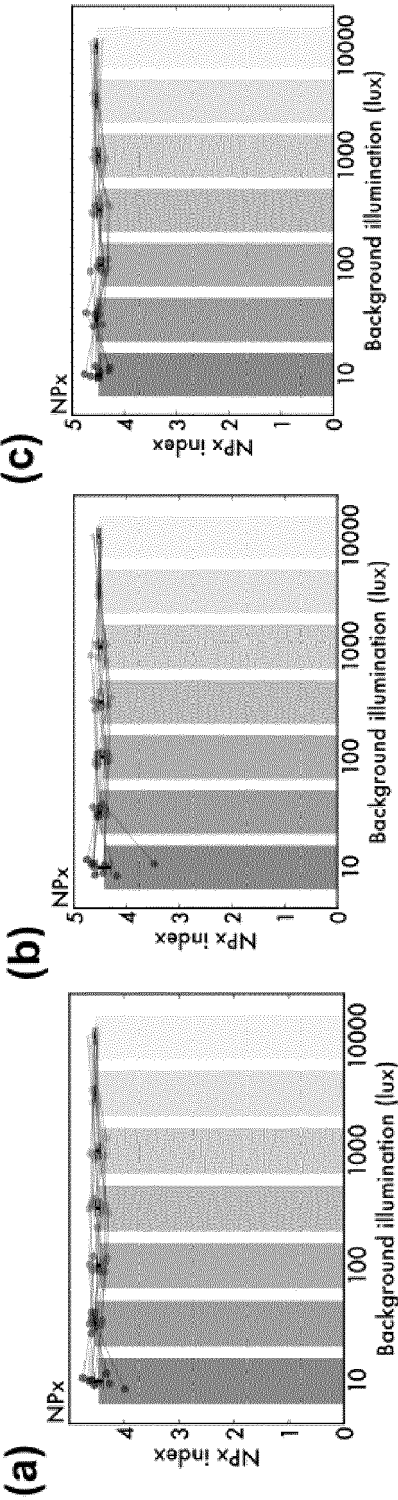 (a)
NPx
4
3
2
1
0
NPx index
10 100 1000 10000
Background illumination (lux)
(b)
NPx
5
4
3
2
1
0
NPx index
10 100 1000 10000
Background illumination (lux)
(c)
NPx
5
4
3
2
1
0
NPx index
10 100 1000 10000
Background illumination (lux)